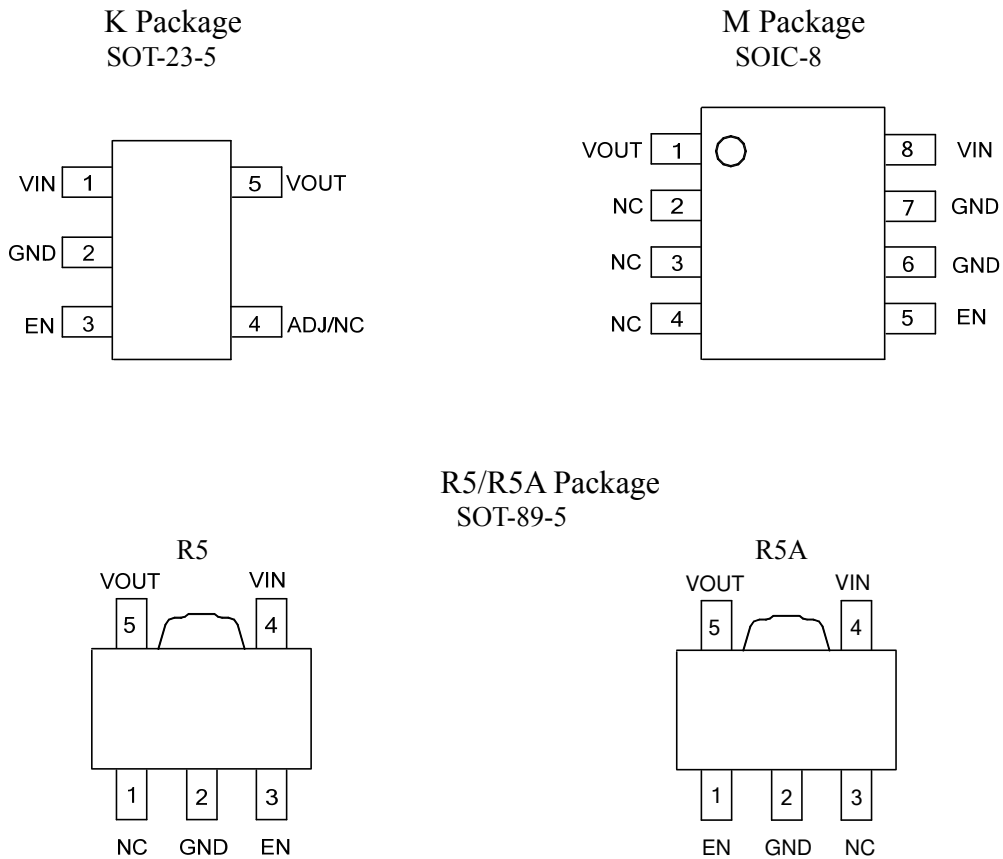 K Package
SOT-23-5
M Package
SOIC-8
VIN 1
5 VOUT
GND 2
EN 3
4 ADJ/NC
VOUT 1
8 VIN
NC 2
7 GND
NC 3
6 GND
NC 4
5 EN
R5/R5A Package
SOT-89-5
R5
VOUT VIN
5 4
1 2 3
NC GND EN
R5A
VOUT VIN
5 4
1 2 3
EN GND NC